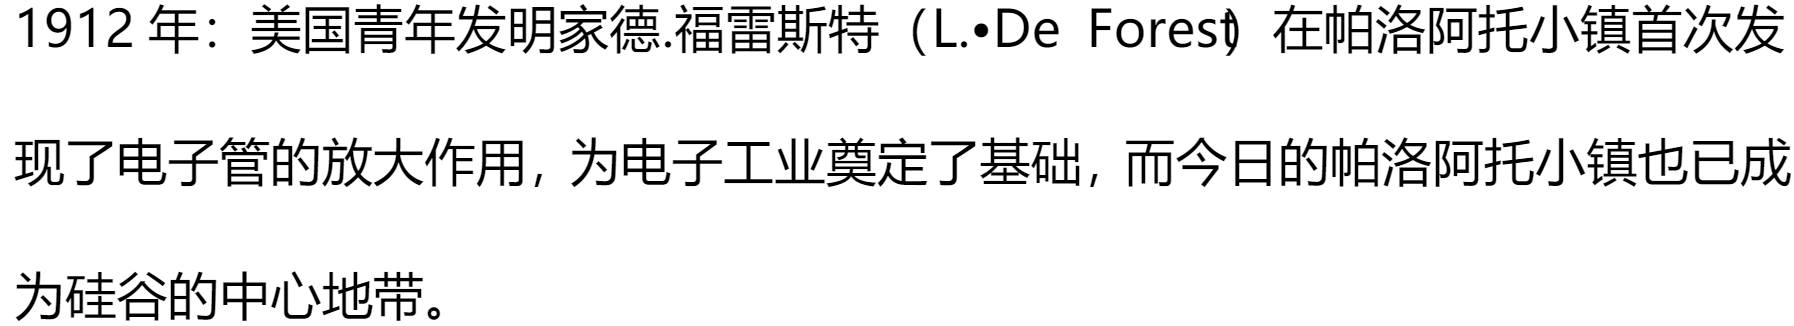 1912 年：美国青年发明家德.福雷斯特（L.•De Forest）在帕洛阿托小镇首次发
现了电子管的放大作用，为电子工业奠定了基础，而今日的帕洛阿托小镇也已成
为硅谷的中心地带。